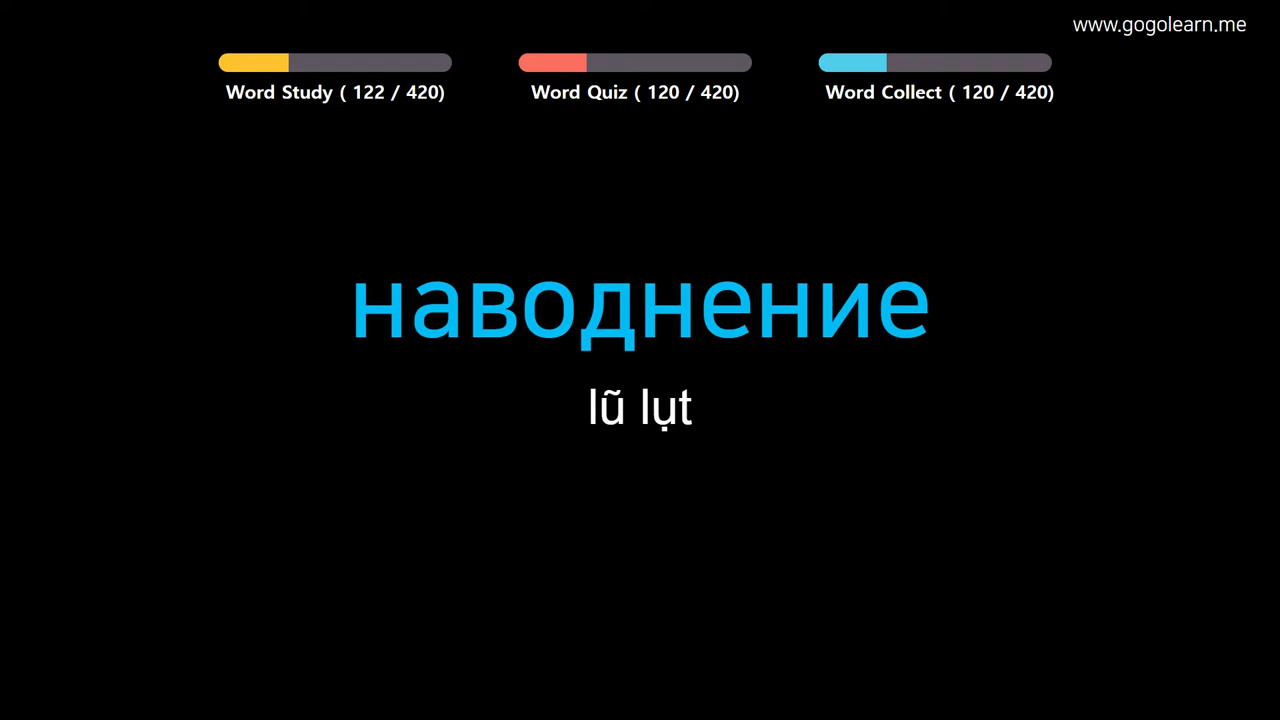 www.gogolearn.me
Word Study ( 122 / 420)
Word Quiz ( 120 / 420)
Word Collect ( 120 / 420)
наводнение
lũ lụt